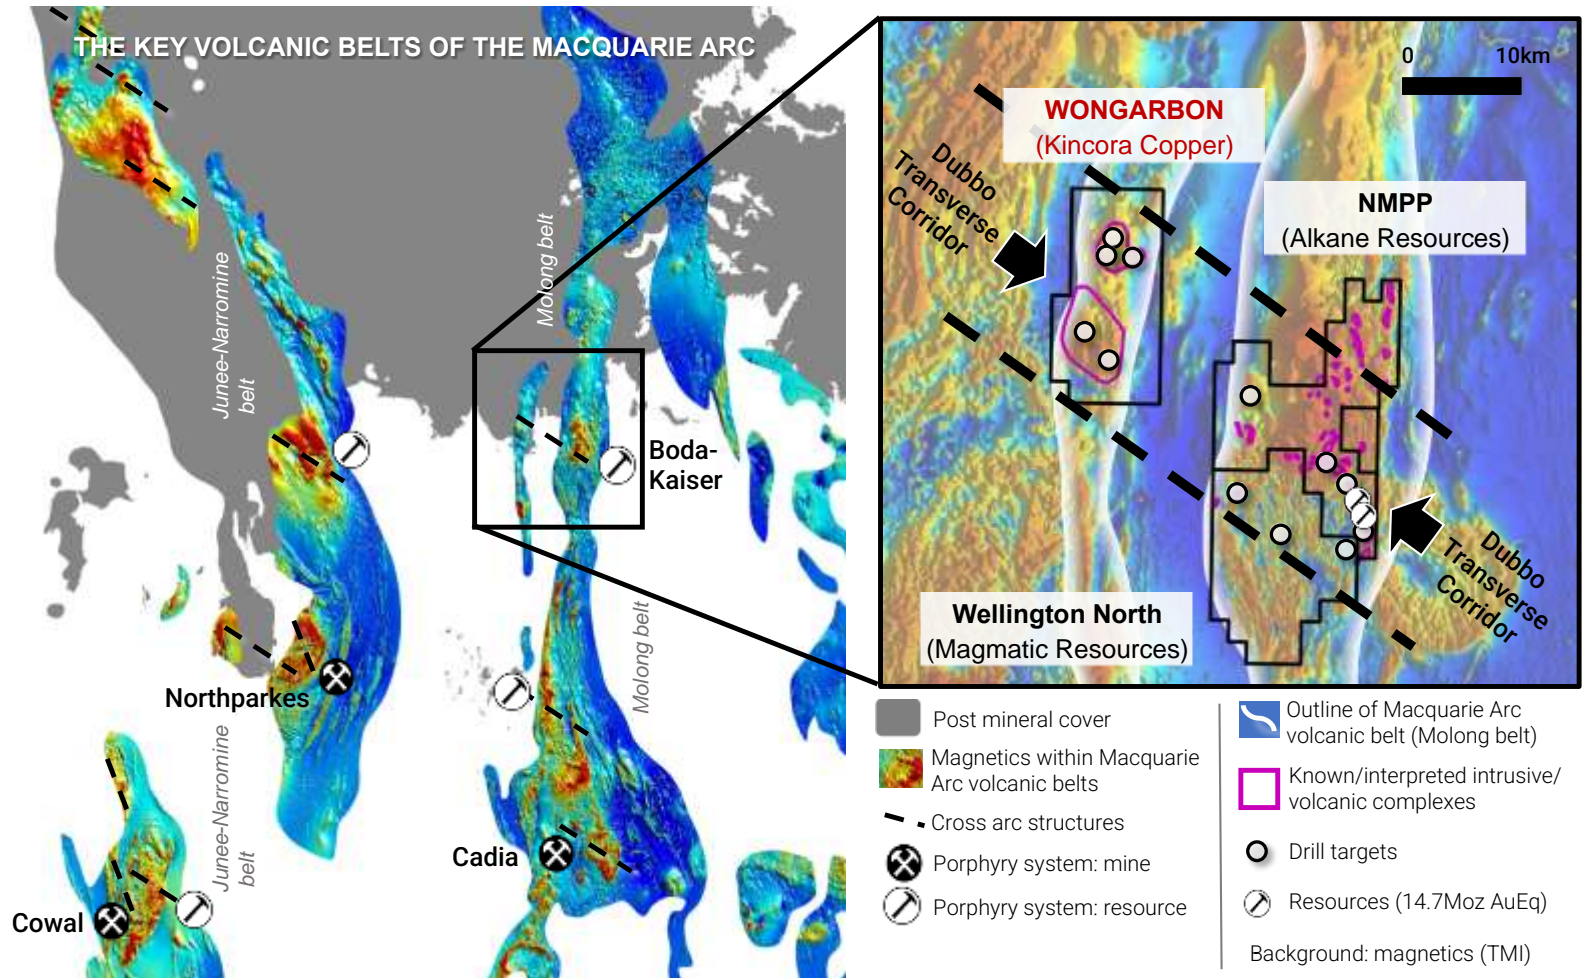 THE KEY VOLCANIC BELTS OF THE MACQUARIE ARC
Junee-Narromine
belt
Molong belt
Boda-
Kaiser
Northparkes
Molong belt
Junee-Narromine
belt
Cadia
Cowal
0 10km
WONGARBON
(Kincora Copper)
Dubbo
Transverse
Corridor
NMPP
(Alkane Resources)
Wellington North
(Magmatic Resources)
Dubbo
Transverse
Corridor
Post mineral cover
Magnetics within Macquarie
Arc volcanic belts
Cross arc structures
Porphyry system: mine
Porphyry system: resource
Outline of Macquarie Arc
volcanic belt (Molong belt)
Known/interpreted intrusive/
volcanic complexes
Drill targets
Resources (14.7Moz AuEq)
Background: magnetics (TMI)